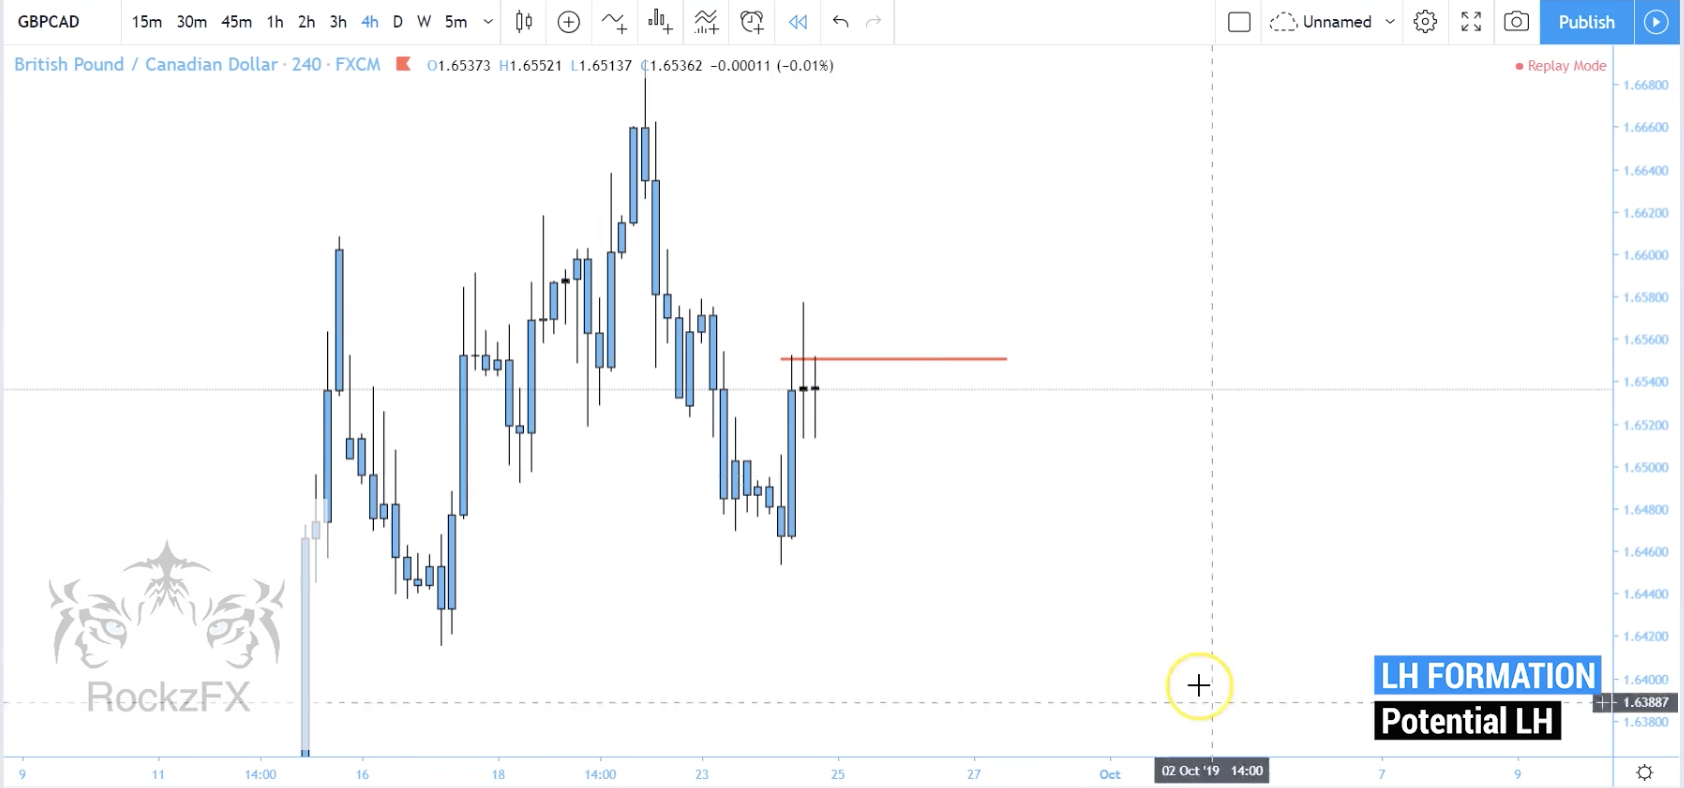 GBPCAD 15m 30m 45m 1h 2h 3h 4h D W 5m Unnamed Publish
British Pound / Canadian Dollar · 240 · FXCM O1.65373 H1.65521 L1.65137 C1.65362 −0.00011 (−0.01%) Replay Mode
1.66800
1.66600
1.66400
1.66200
1.66000
1.65800
1.65600
1.65400
1.65200
1.65000
1.64800
1.64600
1.64400
1.64200
1.64000
1.63887
1.63800
RockzFX
LH FORMATION
Potential LH
9 11 14:00 16 18 14:00 23 25 27 Oct 02 Oct '19 14:00 7 9